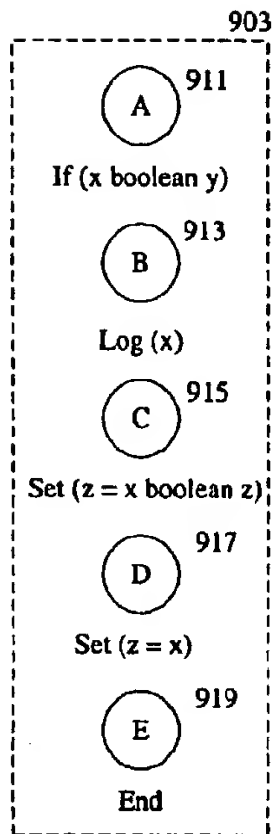 903
911
A
If (x boolean y)
913
B
Log (x)
915
C
Set (z = x boolean z)
917
D
Set (z = x)
919
E
End